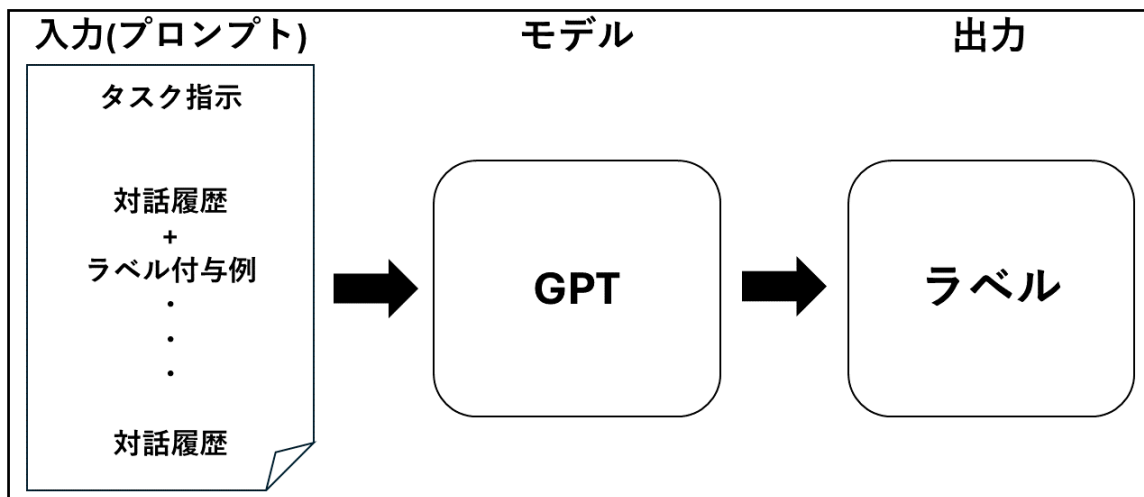 入力(プロンプト)
モデル
出力
タスク指示
対話履歴
+
ラベル付与例
・
・
・
対話履歴
GPT
ラベル